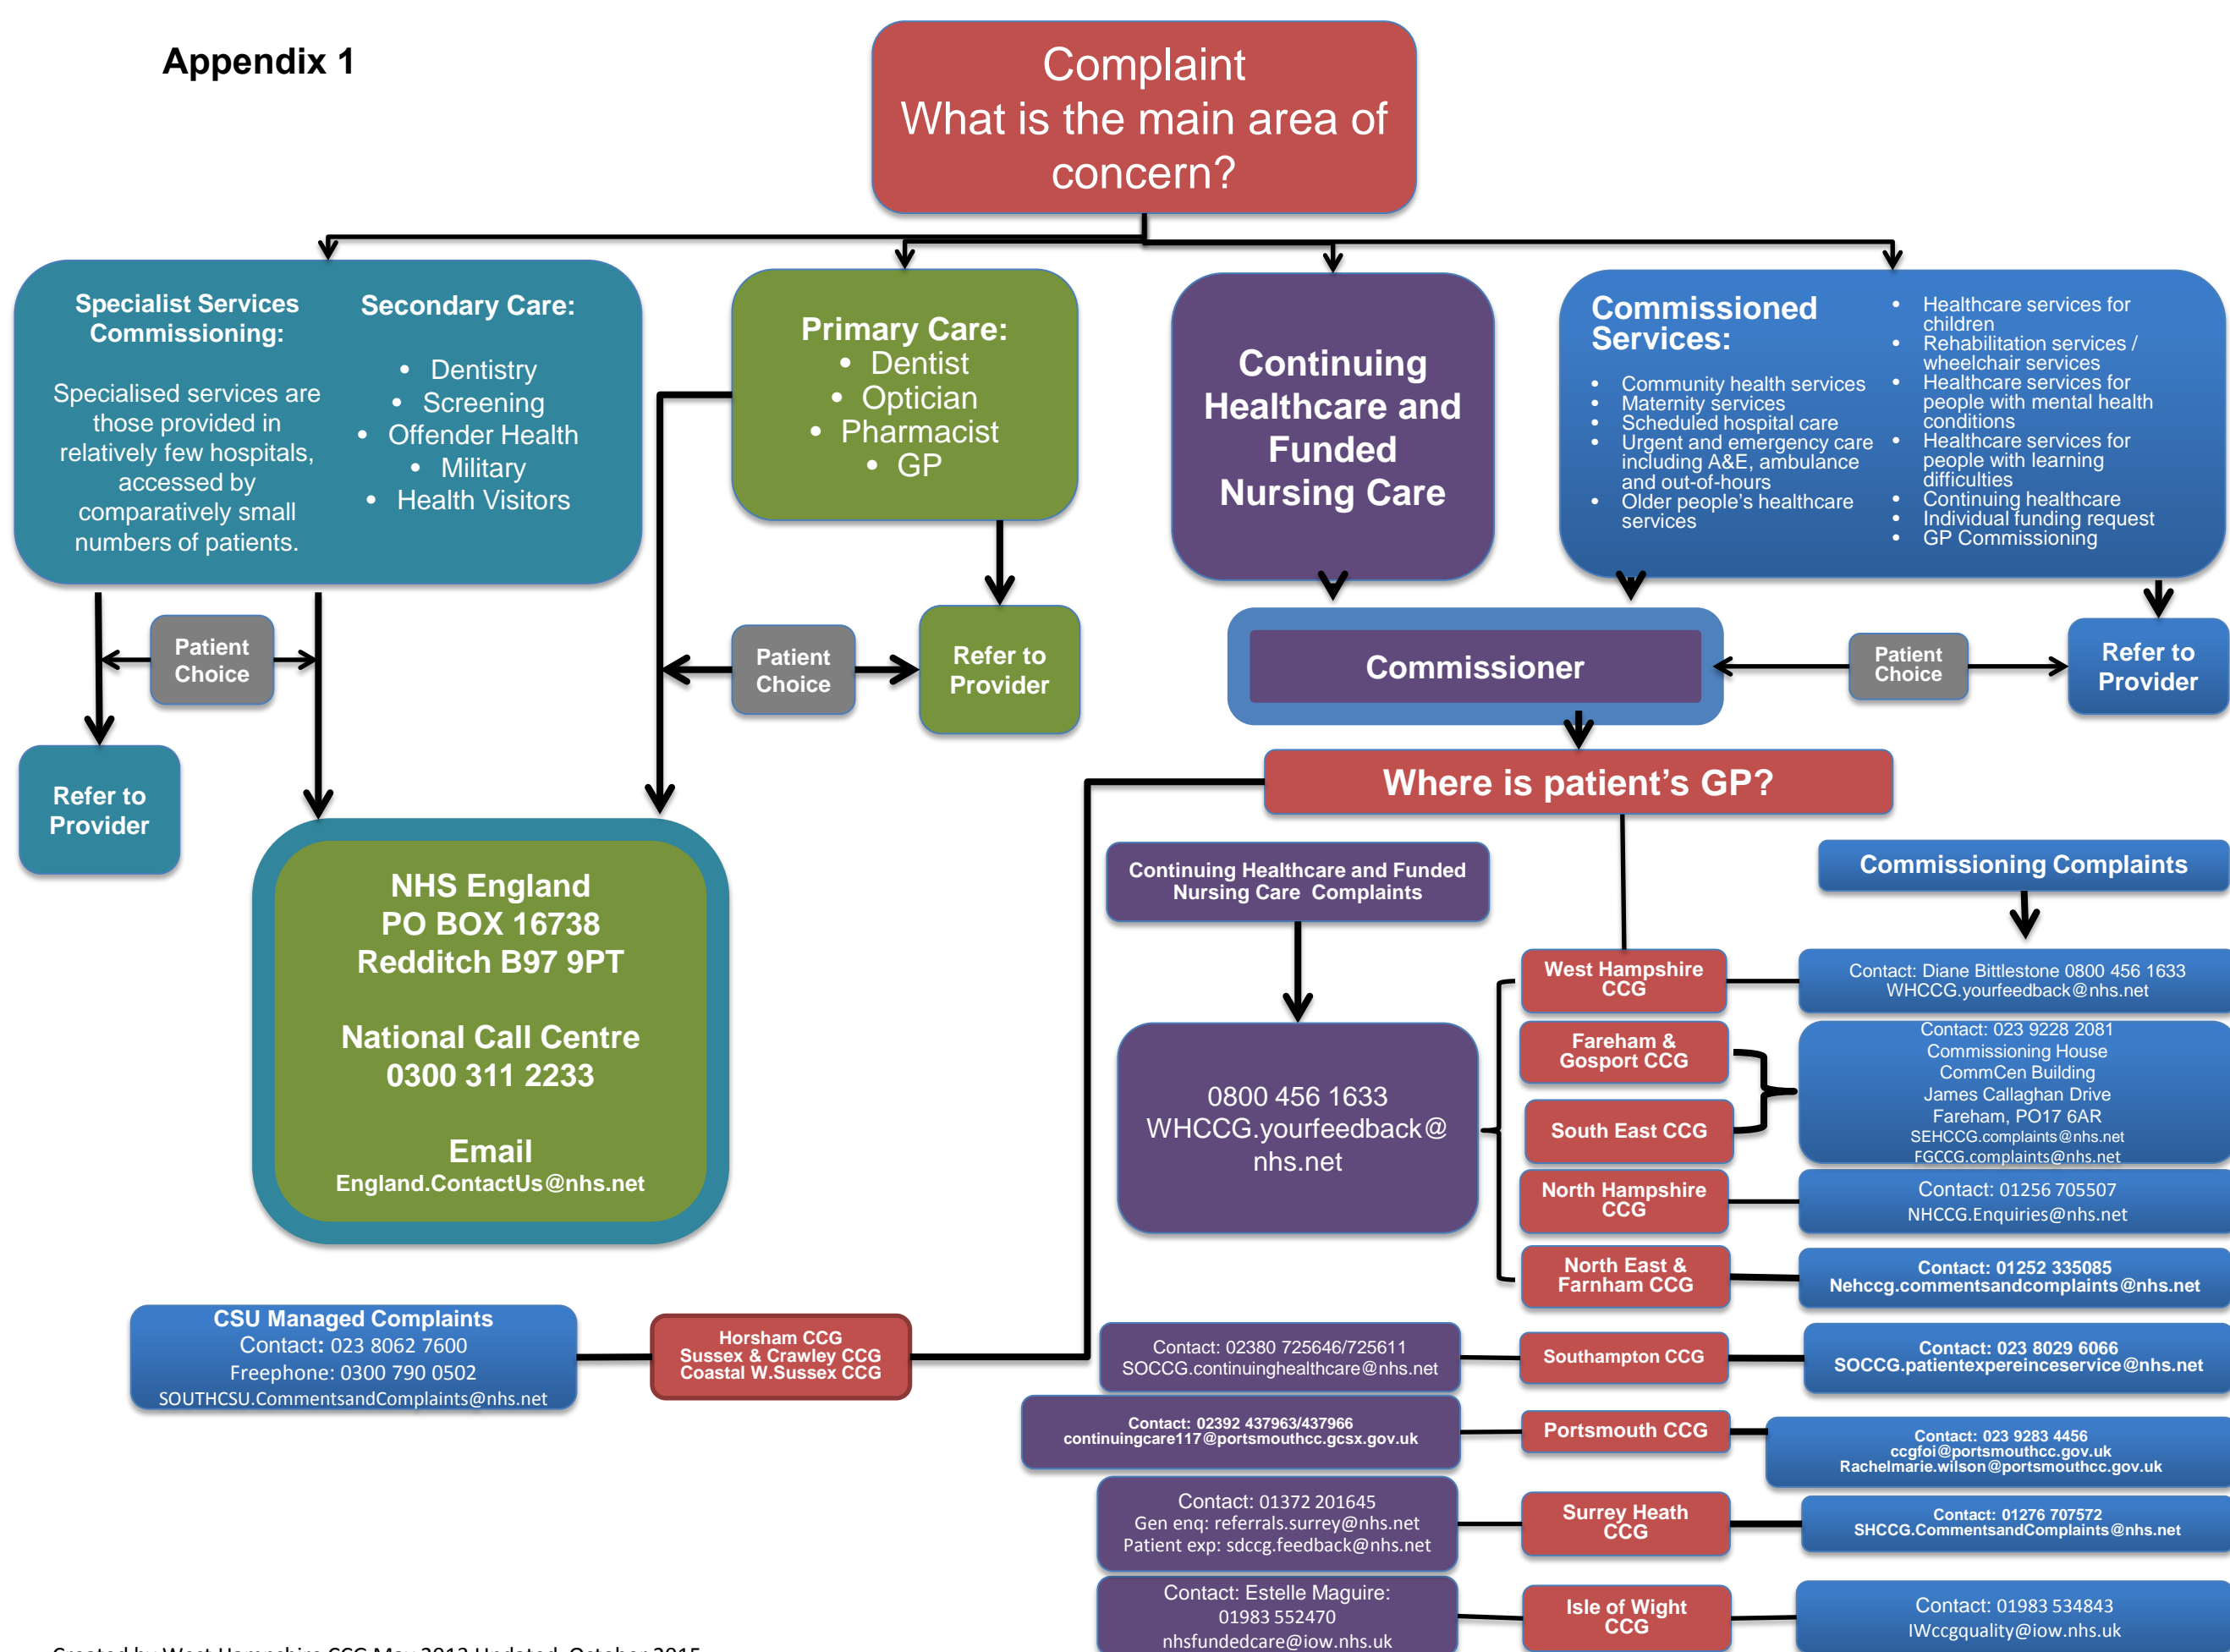 Appendix 1
Complaint
What is the main area of
concern?
Specialist Services
Commissioning:
Specialised services are
those provided in
relatively few hospitals,
accessed by
comparatively small
numbers of patients.
Secondary Care:
• Dentistry
• Screening
• Offender Health
• Military
• Health Visitors
Primary Care:
• Dentist
• Optician
• Pharmacist
• GP
Continuing
Healthcare and
Funded
Nursing Care
Commissioned
Services:
• Community health services
• Maternity services
• Scheduled hospital care
• Urgent and emergency care
including A&E, ambulance
and out-of-hours
• Older people's healthcare
services
• Healthcare services for
children
• Rehabilitation services /
wheelchair services
• Healthcare services for
people with mental health
conditions
• Healthcare services for
people with learning
difficulties
• Continuing healthcare
• Individual funding request
• GP Commissioning
Patient
Choice
Patient
Choice
Refer to
Provider
Commissioner
Patient
Choice
Refer to
Provider
Refer to
Provider
Where is patient's GP?
NHS England
PO BOX 16738
Redditch B97 9PT
National Call Centre
0300 311 2233
Email
England.ContactUs@nhs.net
Continuing Healthcare and Funded
Nursing Care Complaints
Commissioning Complaints
0800 456 1633
WHCCG.yourfeedback@
nhs.net
West Hampshire
CCG
Contact: Diane Bittlestone 0800 456 1633
WHCCG.yourfeedback@nhs.net
Fareham &
Gosport CCG
South East CCG
Contact: 023 9228 2081
Commissioning House
CommCen Building
James Callaghan Drive
Fareham, PO17 6AR
SEHCCG.complaints@nhs.net
FGCCG.complaints@nhs.net
North Hampshire
CCG
Contact: 01256 705507
NHCCG.Enquiries@nhs.net
North East &
Farnham CCG
Contact: 01252 335085
Nehccg.commentsandcomplaints@nhs.net
CSU Managed Complaints
Contact: 023 8062 7600
Freephone: 0300 790 0502
SOUTHCSU.CommentsandComplaints@nhs.net
Horsham CCG
Sussex & Crawley CCG
Coastal W.Sussex CCG
Contact: 02380 725646/725611
SOCCG.continuinghealthcare@nhs.net
Southampton CCG
Contact: 023 8029 6066
SOCCG.patientexpereinceservice@nhs.net
Contact: 02392 437963/437966
continuingcare117@portsmouthcc.gcsx.gov.uk
Portsmouth CCG
Contact: 023 9283 4456
ccgfoi@portsmouthcc.gov.uk
Rachelmarie.wilson@portsmouthcc.gov.uk
Contact: 01372 201645
Gen enq: referrals.surrey@nhs.net
Patient exp: sdccg.feedback@nhs.net
Surrey Heath
CCG
Contact: 01276 707572
SHCCG.CommentsandComplaints@nhs.net
Contact: Estelle Maguire:
01983 552470
nhsfundedcare@iow.nhs.uk
Isle of Wight
CCG
Contact: 01983 534843
IWccgquality@iow.nhs.uk
Created by West Hampshire CCG May 2013 Updated October 2015